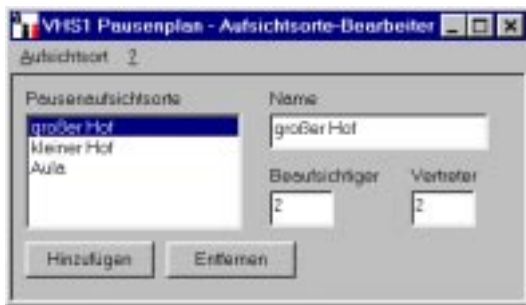 VHS1 Pausenplan - Aufsichtsorte-Bearbeiter
Aufsichtsort ?
Pausenaufsichtsorte
großer Hof
kleiner Hof
Aula
Name
großer Hof
Beaufsichtiger Vertreter
2 2
Hinzufügen Entfernen